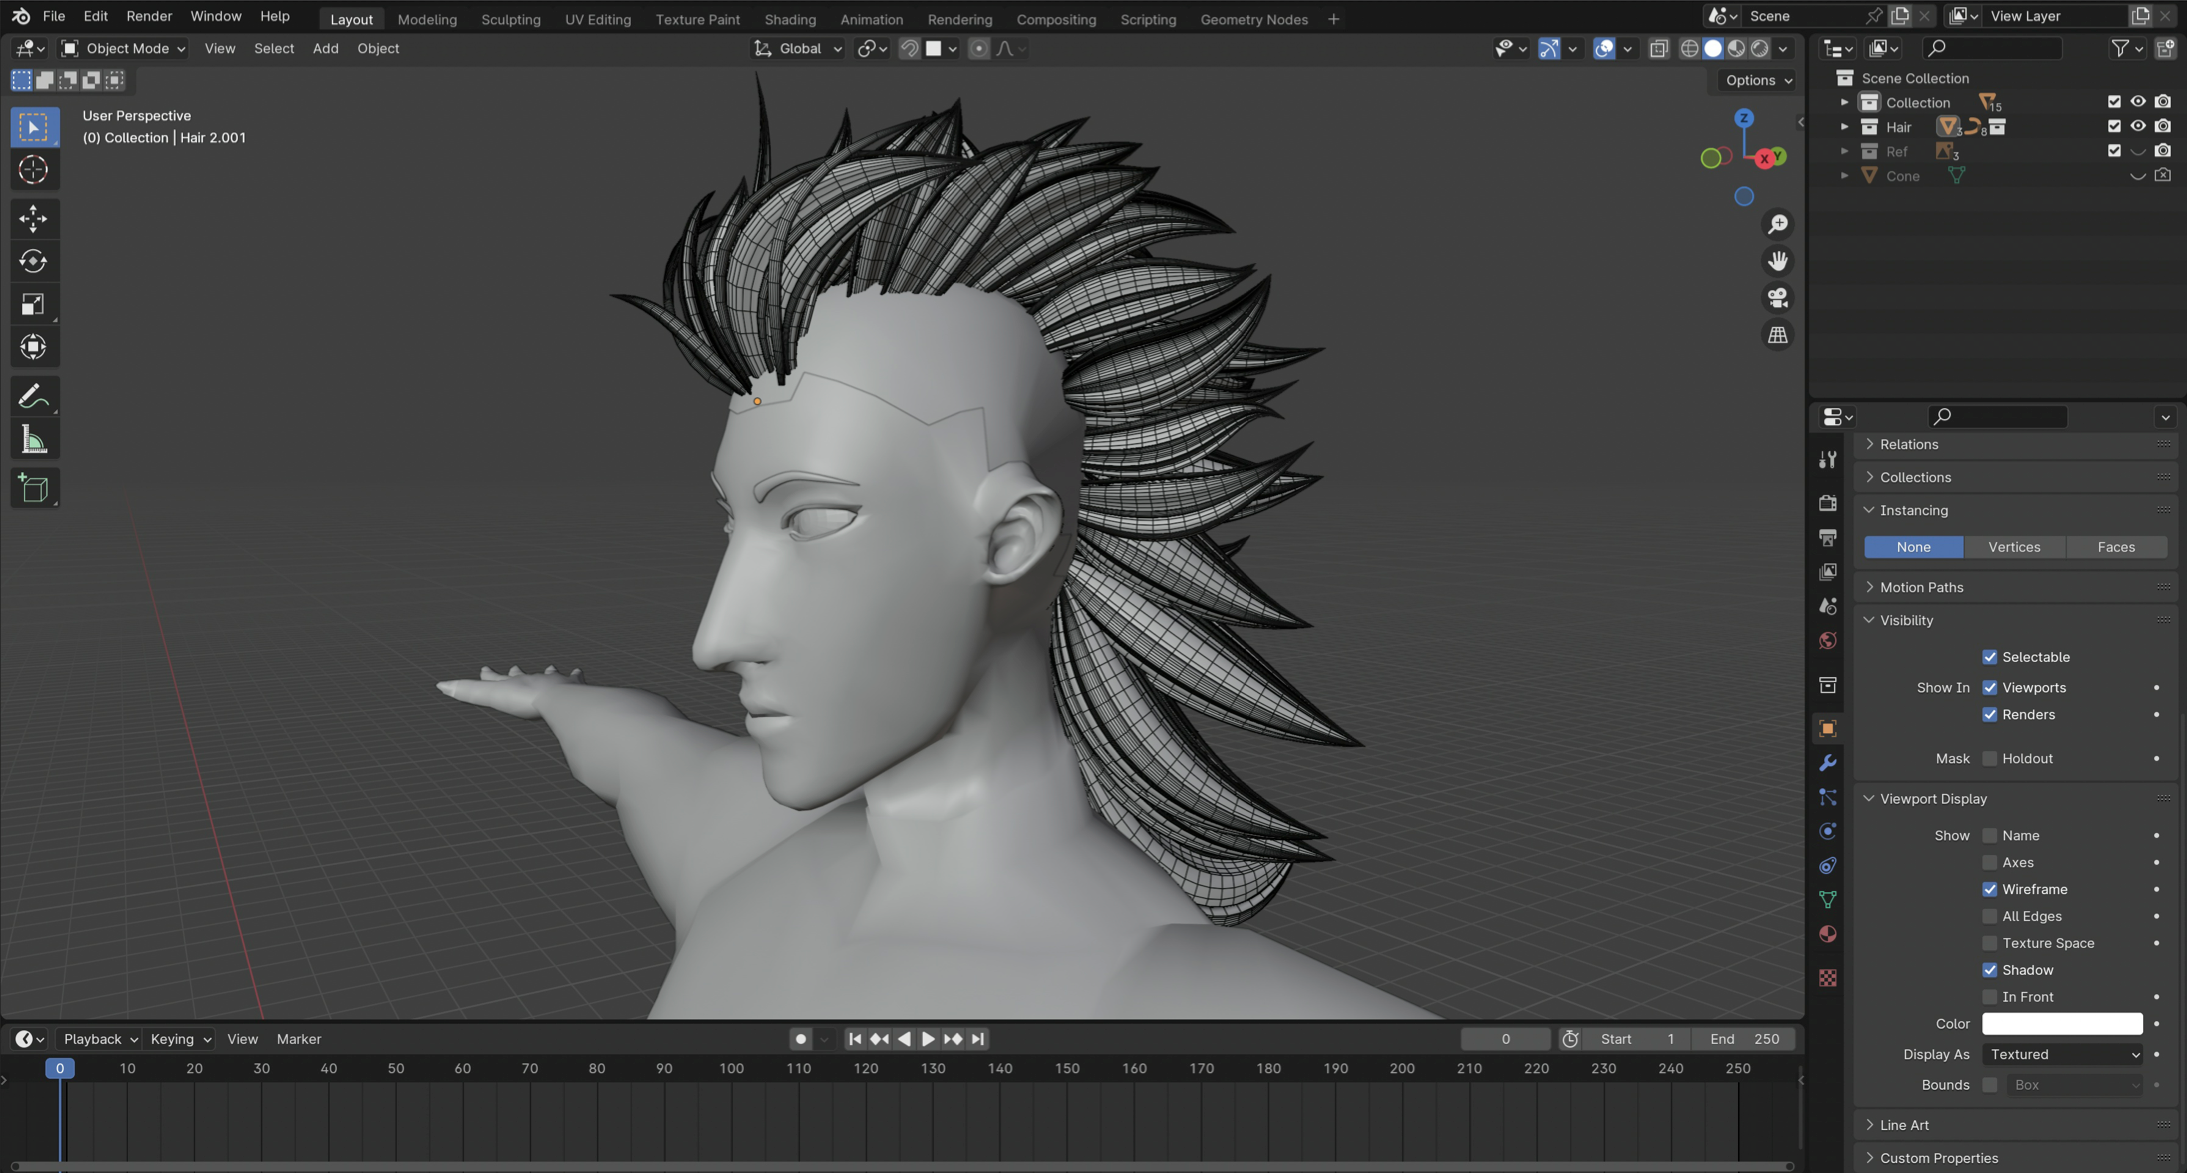 File Edit Render Window Help Layout Modeling Sculpting UV Editing Texture Paint Shading Animation Rendering Compositing Scripting Geometry Nodes + Scene View Layer
Object Mode View Select Add Object Global
Options
User Perspective
(0) Collection | Hair 2.001
Z
X
Y
Scene Collection
Collection 15
Hair 3 8
Ref 3
Cone
Relations
Collections
Instancing
None Vertices Faces
Motion Paths
Visibility
Selectable
Show In Viewports
Renders
Mask Holdout
Viewport Display
Show Name
Axes
Wireframe
All Edges
Texture Space
Shadow
In Front
Color
Display As Textured
Bounds Box
Line Art
Custom Properties
Playback Keying View Marker 0 Start 1 End 250
0 10 20 30 40 50 60 70 80 90 100 110 120 130 140 150 160 170 180 190 200 210 220 230 240 250